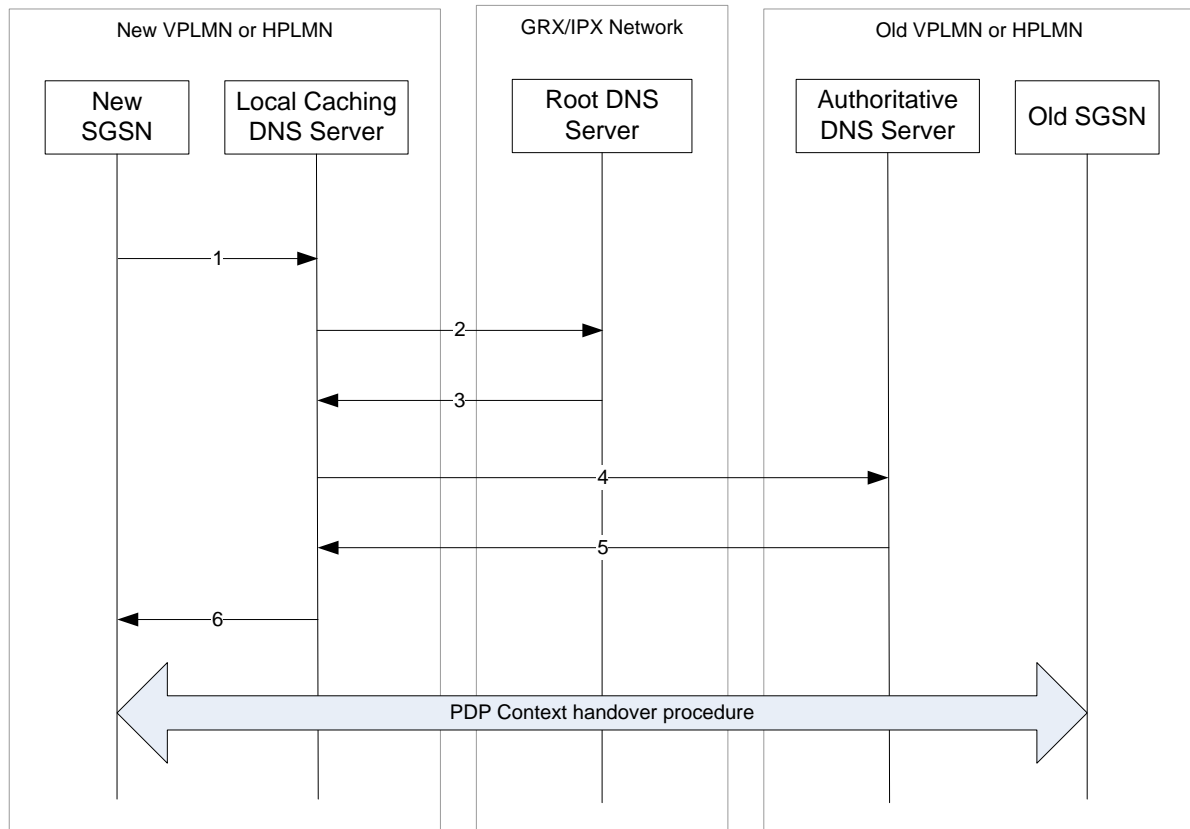 New VPLMN or HPLMN
GRX/IPX Network
Old VPLMN or HPLMN
New
SGSN
Local Caching
DNS Server
Root DNS
Server
Authoritative
DNS Server
Old SGSN
1
2
3
4
5
6
PDP Context handover procedure